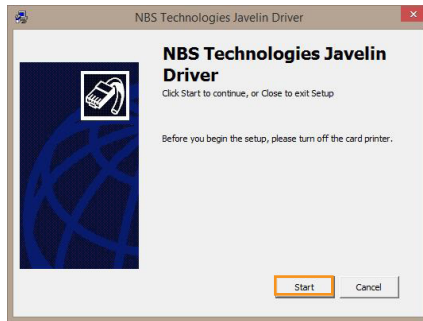 NBS Technologies Javelin Driver
NBS Technologies Javelin
Driver
Click Start to continue, or Close to exit Setup
Before you begin the setup, please turn off the card printer.
Start
Cancel